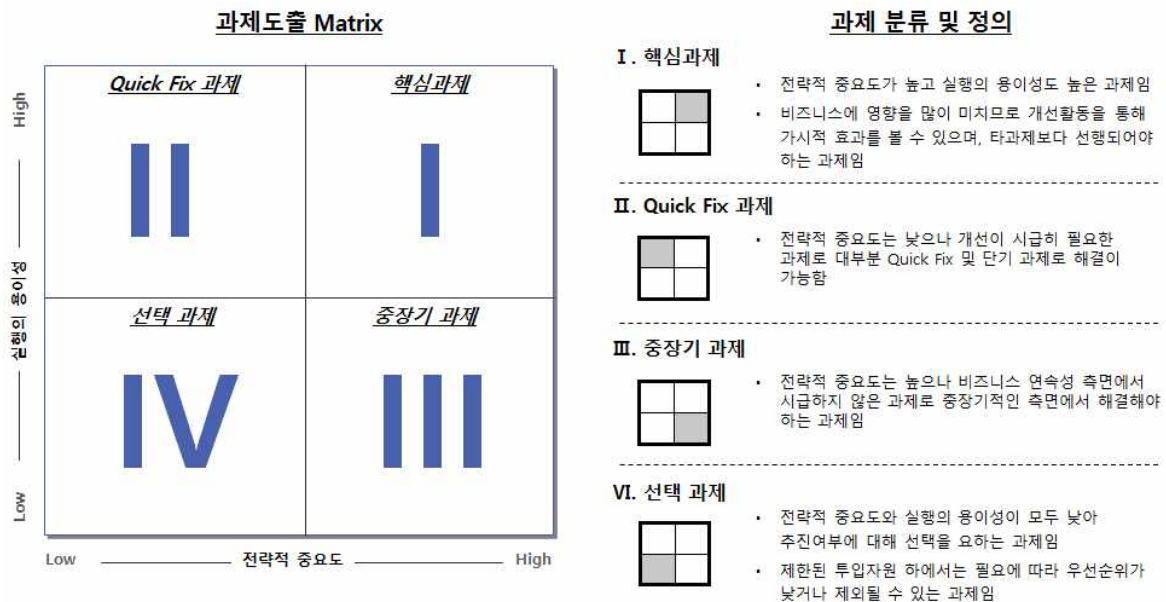 과제도출 Matrix
High
실행의 용이성
Low
Quick Fix 과제
핵심과제
II
I
선택 과제
중장기 과제
IV
III
Low
전략적 중요도
High
과제 분류 및 정의
Ⅰ. 핵심과제
• 전략적 중요도가 높고 실행의 용이성도 높은 과제임
• 비즈니스에 영향을 많이 미치므로 개선활동을 통해
가시적 효과를 볼 수 있으며, 타과제보다 선행되어야
하는 과제임
Ⅱ. Quick Fix 과제
• 전략적 중요도는 낮으나 개선이 시급히 필요한
과제로 대부분 Quick Fix 및 단기 과제로 해결이
가능함
Ⅲ. 중장기 과제
• 전략적 중요도는 높으나 비즈니스 연속성 측면에서
시급하지 않은 과제로 중장기적인 측면에서 해결해야
하는 과제임
Ⅵ. 선택 과제
• 전략적 중요도와 실행의 용이성이 모두 낮아
추진여부에 대해 선택을 요하는 과제임
• 제한된 투입자원 하에서는 필요에 따라 우선순위가
낮거나 제외될 수 있는 과제임